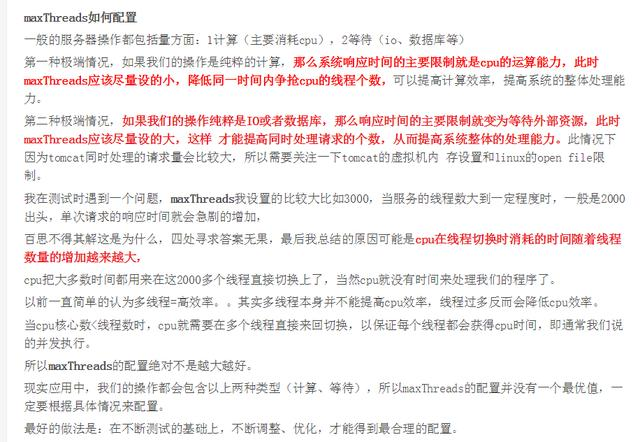 maxThreads如何配置
一般的服务器操作都包括量方面：1计算（主要消耗cpu），2等待（io、数据库等）
第一种极端情况，如果我们的操作是纯粹的计算，那么系统响应时间的主要限制就是cpu的运算能力，此时
maxThreads应该尽量设的小，降低同一时间内争抢cpu的线程个数，可以提高计算效率，提高系统的整体处理能
力。
第二种极端情况，如果我们的操作纯粹是IO或者数据库，那么响应时间的主要限制就变为等待外部资源，此时
maxThreads应该尽量设的大，这样 才能提高同时处理请求的个数，从而提高系统整体的处理能力。此情况下
因为tomcat同时处理的请求量会比较大，所以需要关注一下tomcat的虚拟机内 存设置和linux的open file限
制。
我在测试时遇到一个问题，maxThreads我设置的比较大比如3000，当服务的线程数大到一定程度时，一般是2000
出头，单次请求的响应时间就会急剧的增加，
百思不得其解这是为什么，四处寻求答案无果，最后我总结的原因可能是cpu在线程切换时消耗的时间随着线程
数量的增加越来越大，
cpu把大多数时间都用来在这2000多个线程直接切换上了，当然cpu就没有时间来处理我们的程序了。
以前一直简单的认为多线程=高效率。。其实多线程本身并不能提高cpu效率，线程过多反而会降低cpu效率。
当cpu核心数<线程数时，cpu就需要在多个线程直接来回切换，以保证每个线程都会获得cpu时间，即通常我们说
的并发执行。
所以maxThreads的配置绝对不是越大越好。
现实应用中，我们的操作都会包含以上两种类型（计算、等待），所以maxThreads的配置并没有一个最优值，一
定要根据具体情况来配置。
最好的做法是：在不断测试的基础上，不断调整、优化，才能得到最合理的配置。